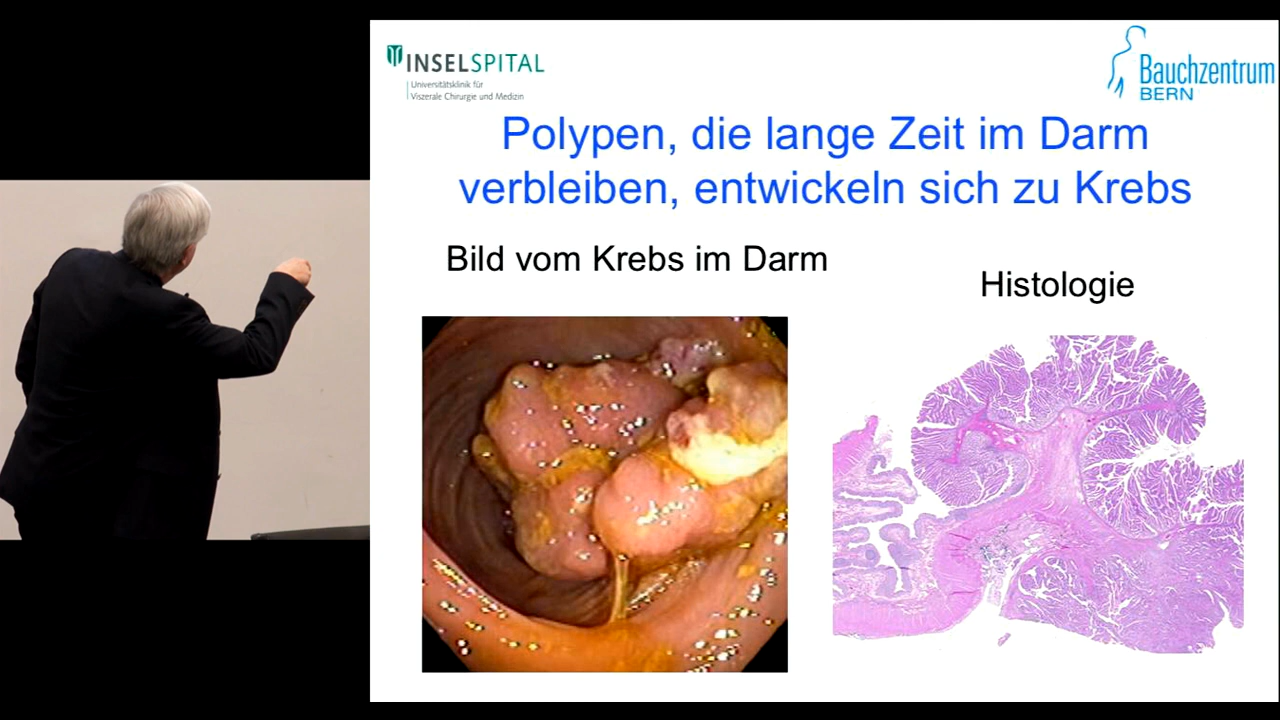 INSELSPITAL
Universitätsklinik für
Viszerale Chirurgie und Medizin
Bauchzentrum
BERN
Polypen, die lange Zeit im Darm
verbleiben, entwickeln sich zu Krebs
Bild vom Krebs im Darm
Histologie